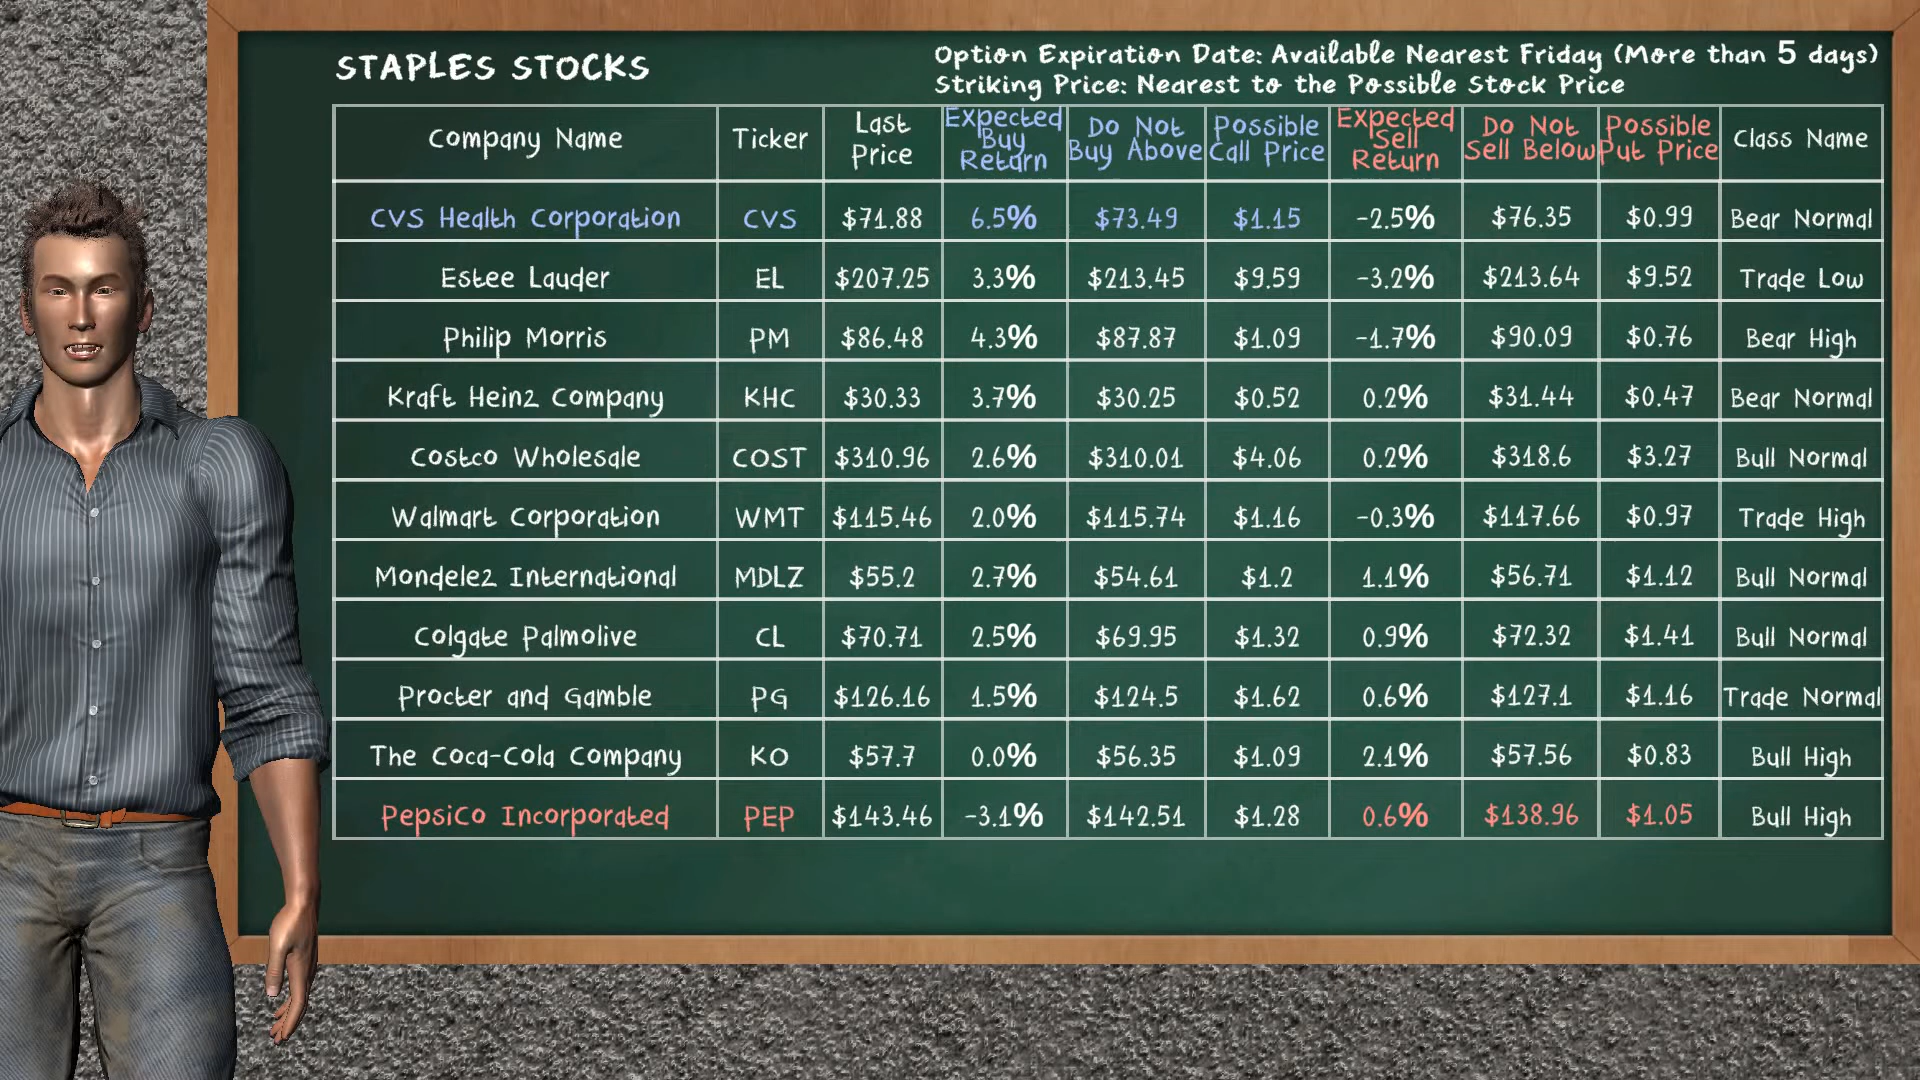 STAPLES STOCKS
Option Expiration Date: Available Nearest Friday (More than 5 days)
Striking Price: Nearest to the Possible Stock Price
Company Name Ticker Last Price Expected Buy Return Do Not Buy Above Possible Call Price Expected Sell Return Do Not Sell Below Possible Put Price Class Name
CVS Health Corporation CVS $71.88 6.5% $73.49 $1.15 -2.5% $76.35 $0.99 Bear Normal
Estee Lauder EL $207.25 3.3% $213.45 $9.59 -3.2% $213.64 $9.52 Trade Low
Philip Morris PM $86.48 4.3% $87.87 $1.09 -1.7% $90.09 $0.76 Bear High
Kraft Heinz Company KHC $30.33 3.7% $30.25 $0.52 0.2% $31.44 $0.47 Bear Normal
Costco Wholesale COST $310.96 2.6% $310.01 $4.06 0.2% $318.6 $3.27 Bull Normal
Walmart Corporation WMT $115.46 2.0% $115.74 $1.16 -0.3% $117.66 $0.97 Trade High
Mondelez International MDLZ $55.2 2.7% $54.61 $1.2 1.1% $56.71 $1.12 Bull Normal
Colgate Palmolive CL $70.71 2.5% $69.95 $1.32 0.9% $72.32 $1.41 Bull Normal
Procter and Gamble PG $126.16 1.5% $124.5 $1.62 0.6% $127.1 $1.16 Trade Normal
The Coca-Cola Company KO $57.7 0.0% $56.35 $1.09 2.1% $57.56 $0.83 Bull High
PepsiCo Incorporated PEP $143.46 -3.1% $142.51 $1.28 0.6% $138.96 $1.05 Bull High